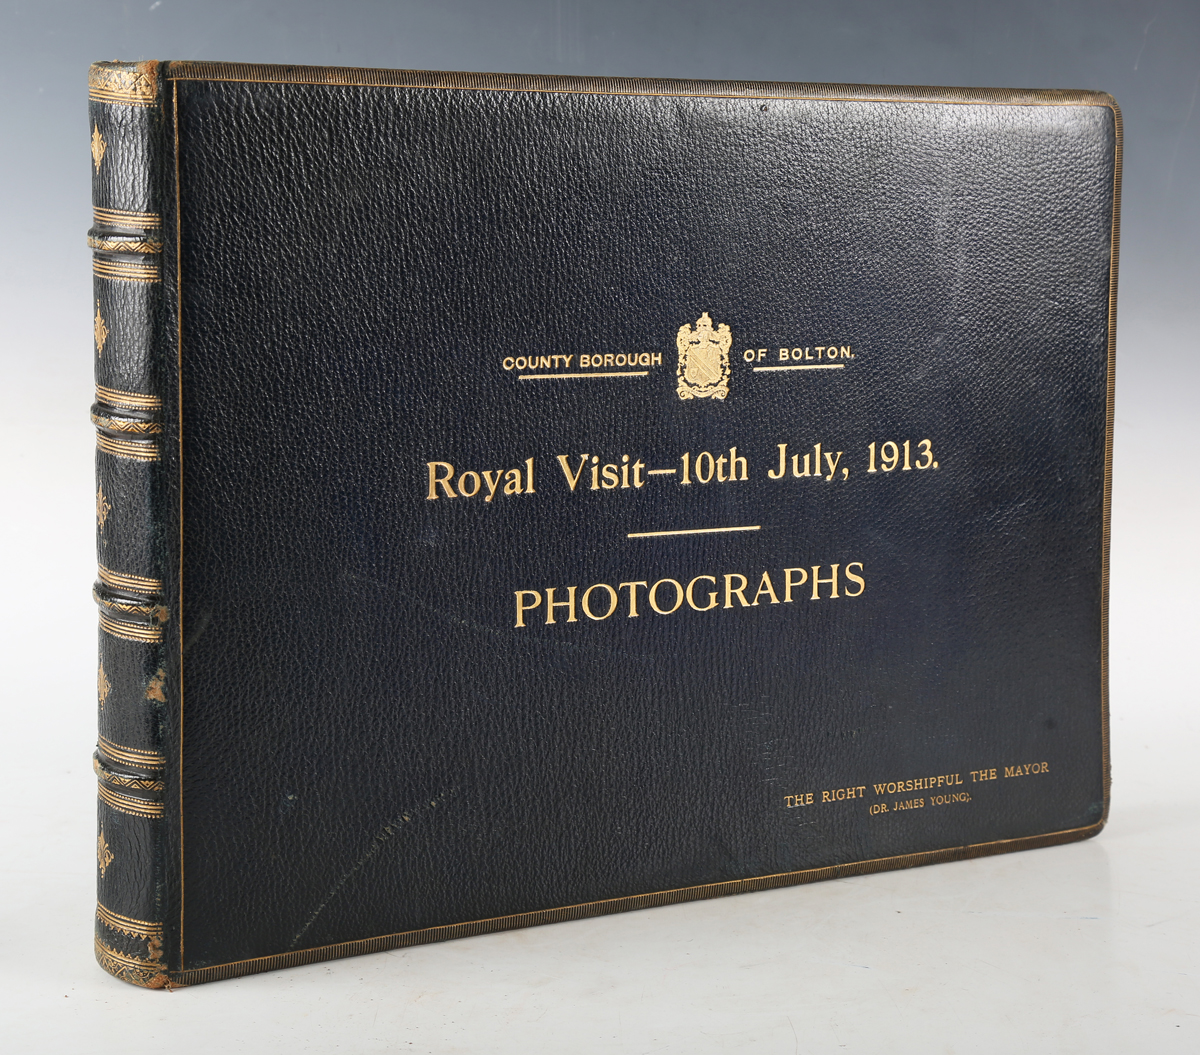 COUNTY BOROUGH OF BOLTON.
Royal Visit—10th July, 1913.
PHOTOGRAPHS
THE RIGHT WORSHIPFUL THE MAYOR
(DR. JAMES YOUNG).